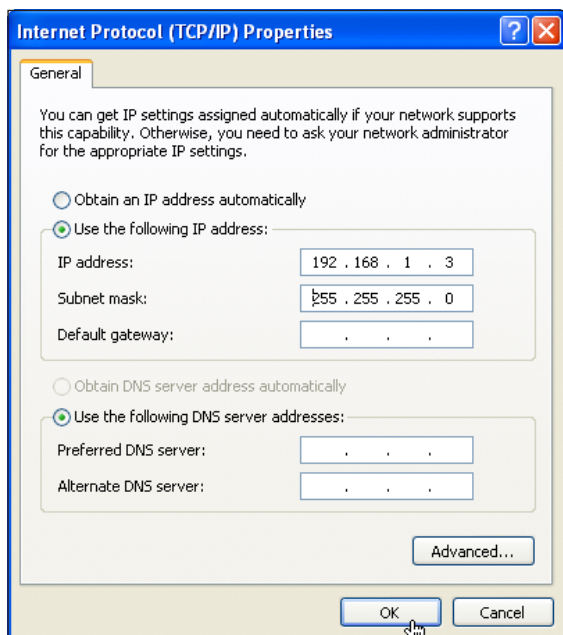 Internet Protocol (TCP/IP) Properties
General
You can get IP settings assigned automatically if your network supports
this capability. Otherwise, you need to ask your network administrator
for the appropriate IP settings.
Obtain an IP address automatically
Use the following IP address:
IP address: 192 . 168 . 1 . 3
Subnet mask: 255 . 255 . 255 . 0
Default gateway: . . .
Obtain DNS server address automatically
Use the following DNS server addresses:
Preferred DNS server: . . .
Alternate DNS server: . . .
Advanced...
OK Cancel